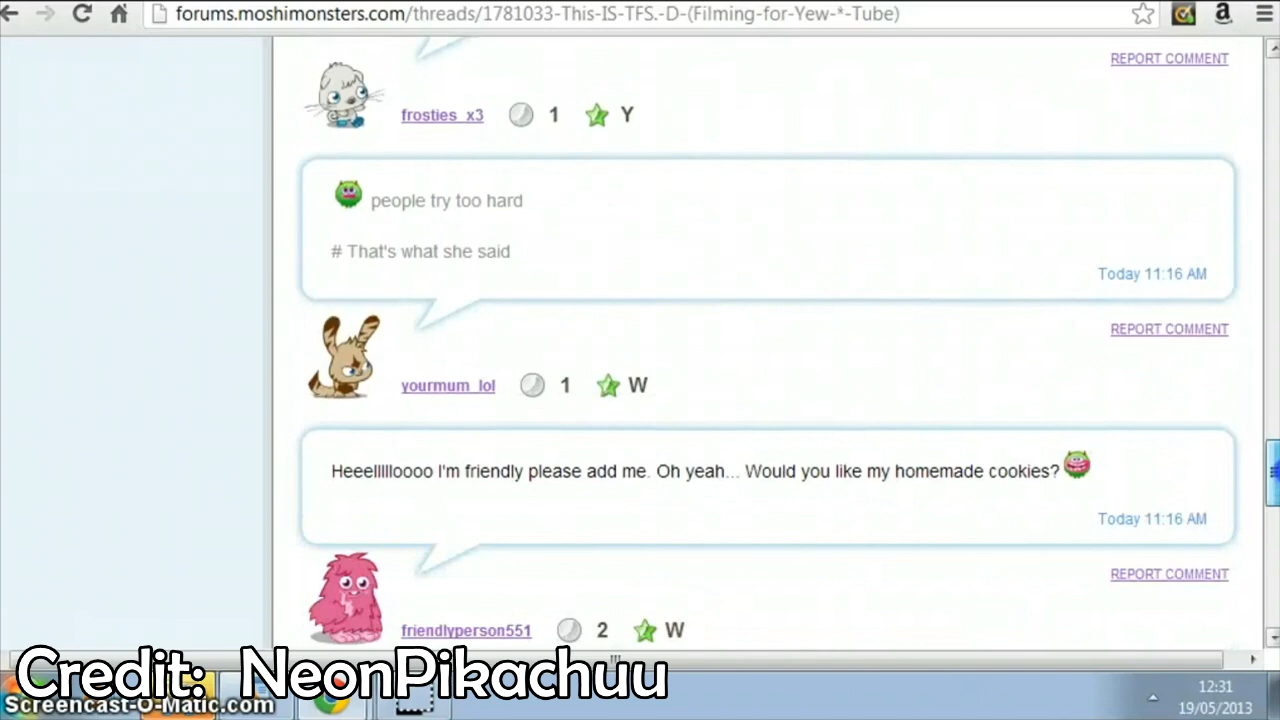 forums.moshimonsters.com/threads/1781033-This-IS-TFS.-D-(Filming-for-Yew-*-Tube)
REPORT COMMENT
frosties_x3 1 Y
people try too hard
# That's what she said
Today 11:16 AM
REPORT COMMENT
yourmum_lol 1 W
Heeellllloooo I'm friendly please add me. Oh yeah... Would you like my homemade cookies?
Today 11:16 AM
REPORT COMMENT
friendlyperson551 2 W
Credit: NeonPikachuu
Screencast-O-Matic.com
12:31
19/05/2013